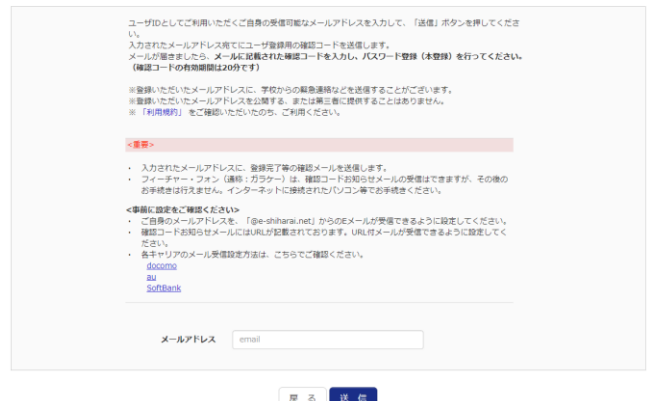 ユーザIDとしてご利用いただくご自身の受信可能なメールアドレスを入力して、「送信」ボタンを押してくださ
い。
入力されたメールアドレス宛てにユーザ登録用の確認コードを送信します。
メールが届きましたら、メールに記載された確認コードを入力し、パスワード登録（本登録）を行ってください。
（確認コードの有効期間は20分です）
※登録いただいたメールアドレスに、学校からの緊急連絡などを送信することがございます。
※登録いただいたメールアドレスを公開する、または第三者に提供することはありません。
※ 「利用規約」 をご確認いただいたのち、ご利用ください。
<重要>
・ 入力されたメールアドレスに、登録完了等の確認メールを送信します。
・ フィーチャー・フォン（通称：ガラケー）は、確認コードお知らせメールの受信はできますが、その後の
お手続きは行えません。インターネットに接続されたパソコン等でお手続きください。
<事前に設定をご確認ください>
・ ご自身のメールアドレスを、「@e-shiharai.net」からのEメールが受信できるように設定してください。
・ 確認コードお知らせメールにはURLが記載されております。URL付メールが受信できるように設定してく
ださい。
・ 各キャリアのメール受信設定方法は、こちらでご確認ください。
docomo
au
SoftBank
メールアドレス email
戻 る 送 信